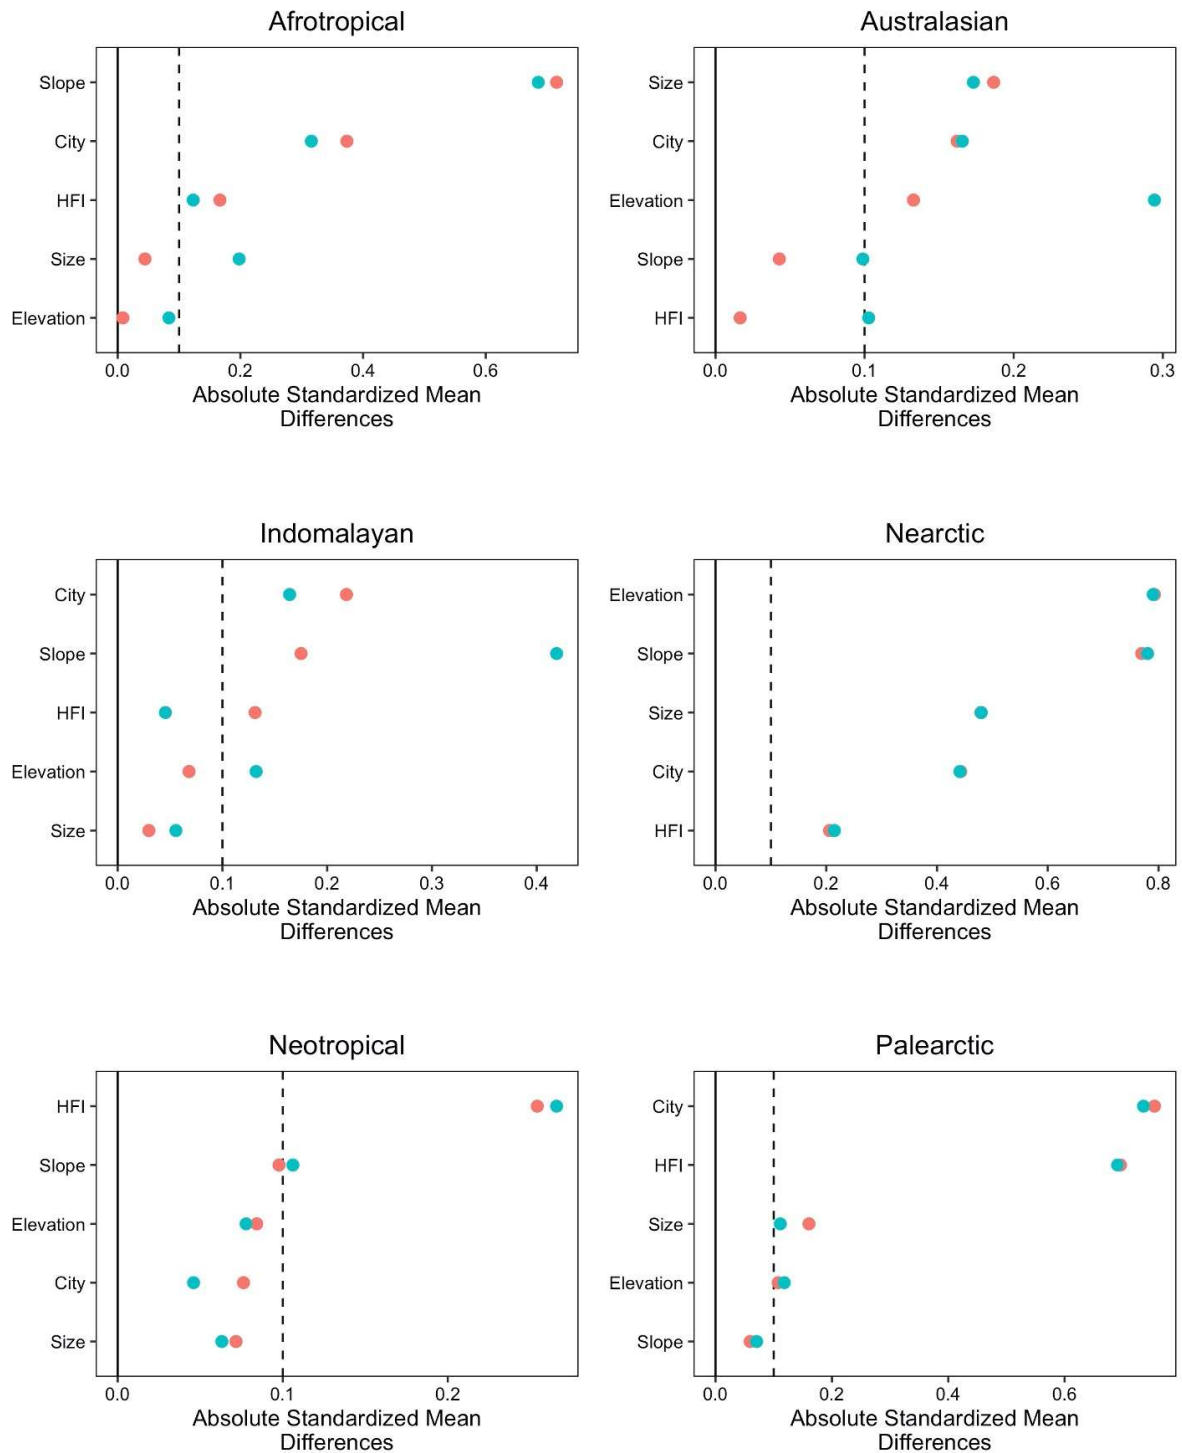 Afrotropical
Slope
City
HFI
Size
Elevation
0.0 0.2 0.4 0.6
Absolute Standardized Mean
Differences
Australasian
Size
City
Elevation
Slope
HFI
0.0 0.1 0.2 0.3
Absolute Standardized Mean
Differences
Indomalayan
City
Slope
HFI
Elevation
Size
0.0 0.1 0.2 0.3 0.4
Absolute Standardized Mean
Differences
Nearctic
Elevation
Slope
Size
City
HFI
0.0 0.2 0.4 0.6 0.8
Absolute Standardized Mean
Differences
Neotropical
HFI
Slope
Elevation
City
Size
0.0 0.1 0.2
Absolute Standardized Mean
Differences
Palearctic
City
HFI
Size
Elevation
Slope
0.0 0.2 0.4 0.6
Absolute Standardized Mean
Differences